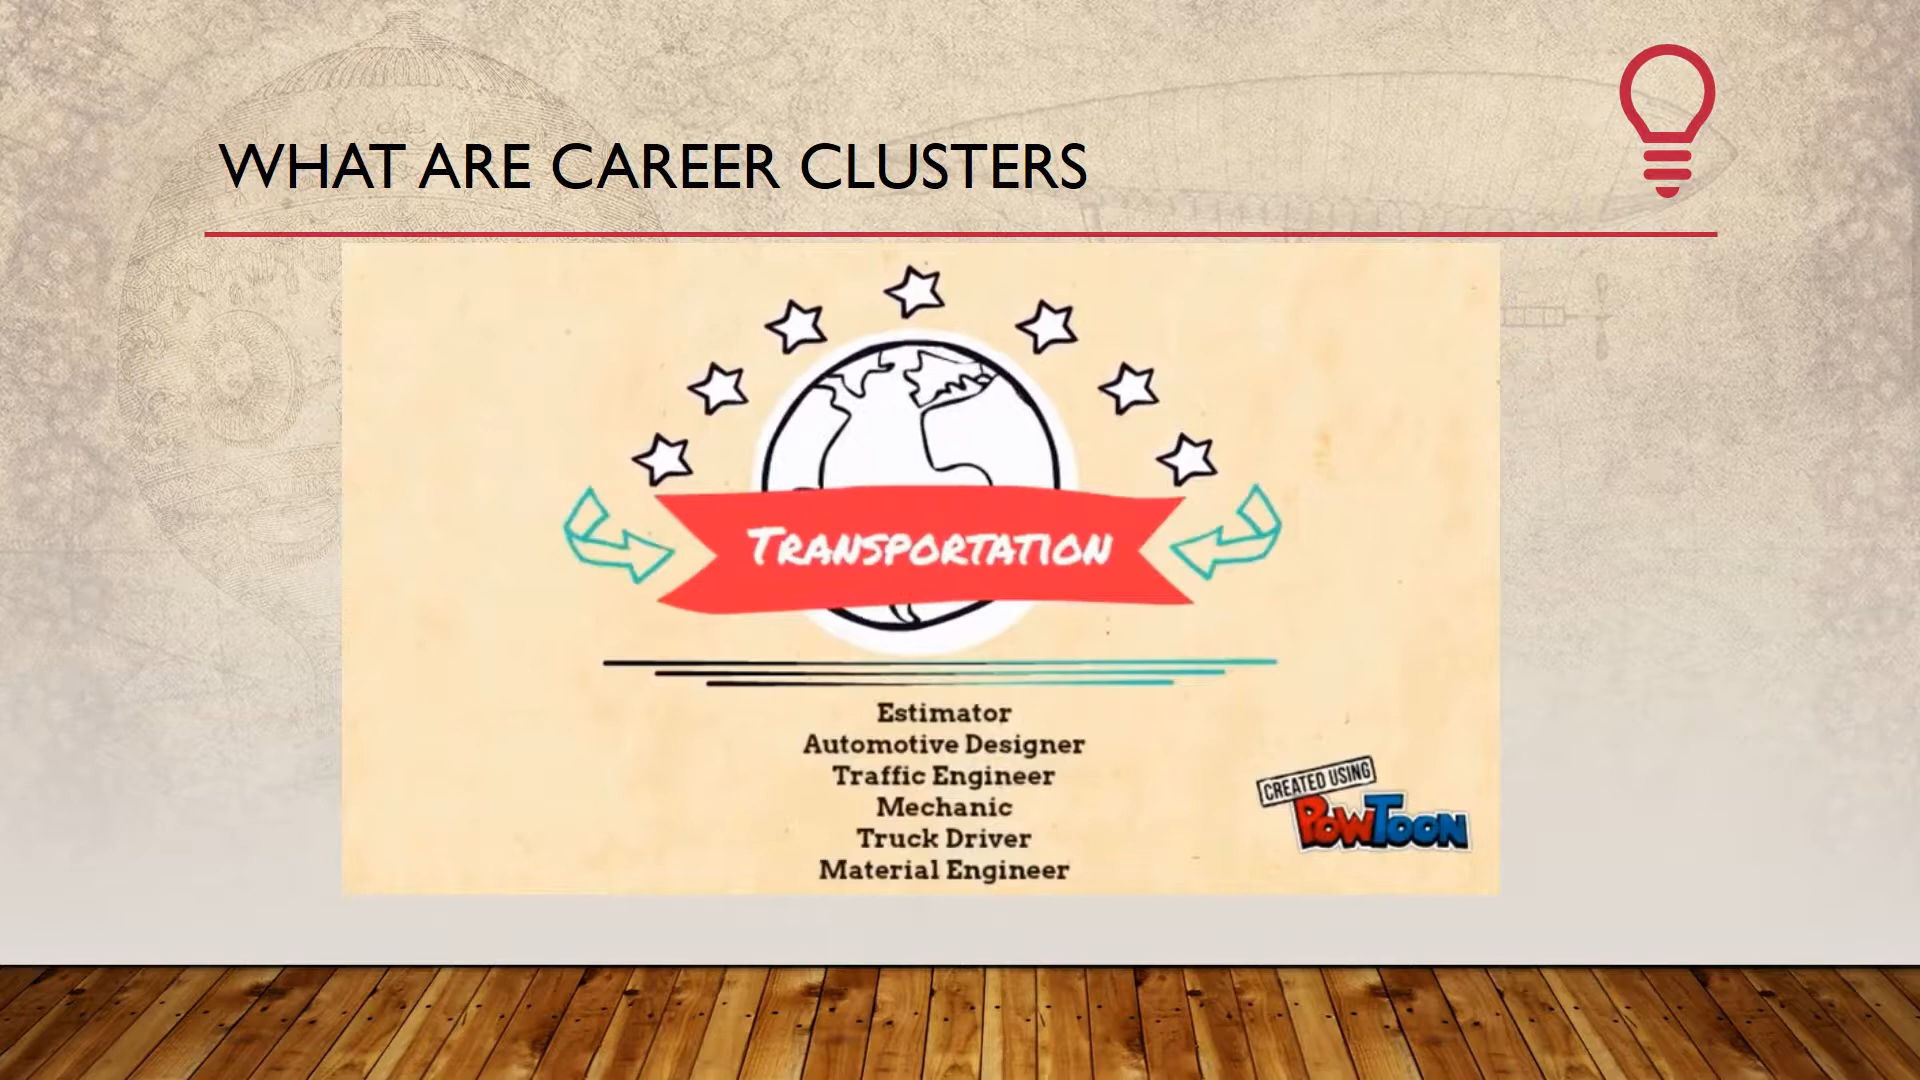 WHAT ARE CAREER CLUSTERS
TRANSPORTATION
Estimator
Automotive Designer
Traffic Engineer
Mechanic
Truck Driver
Material Engineer
CREATED USING
POWTOON